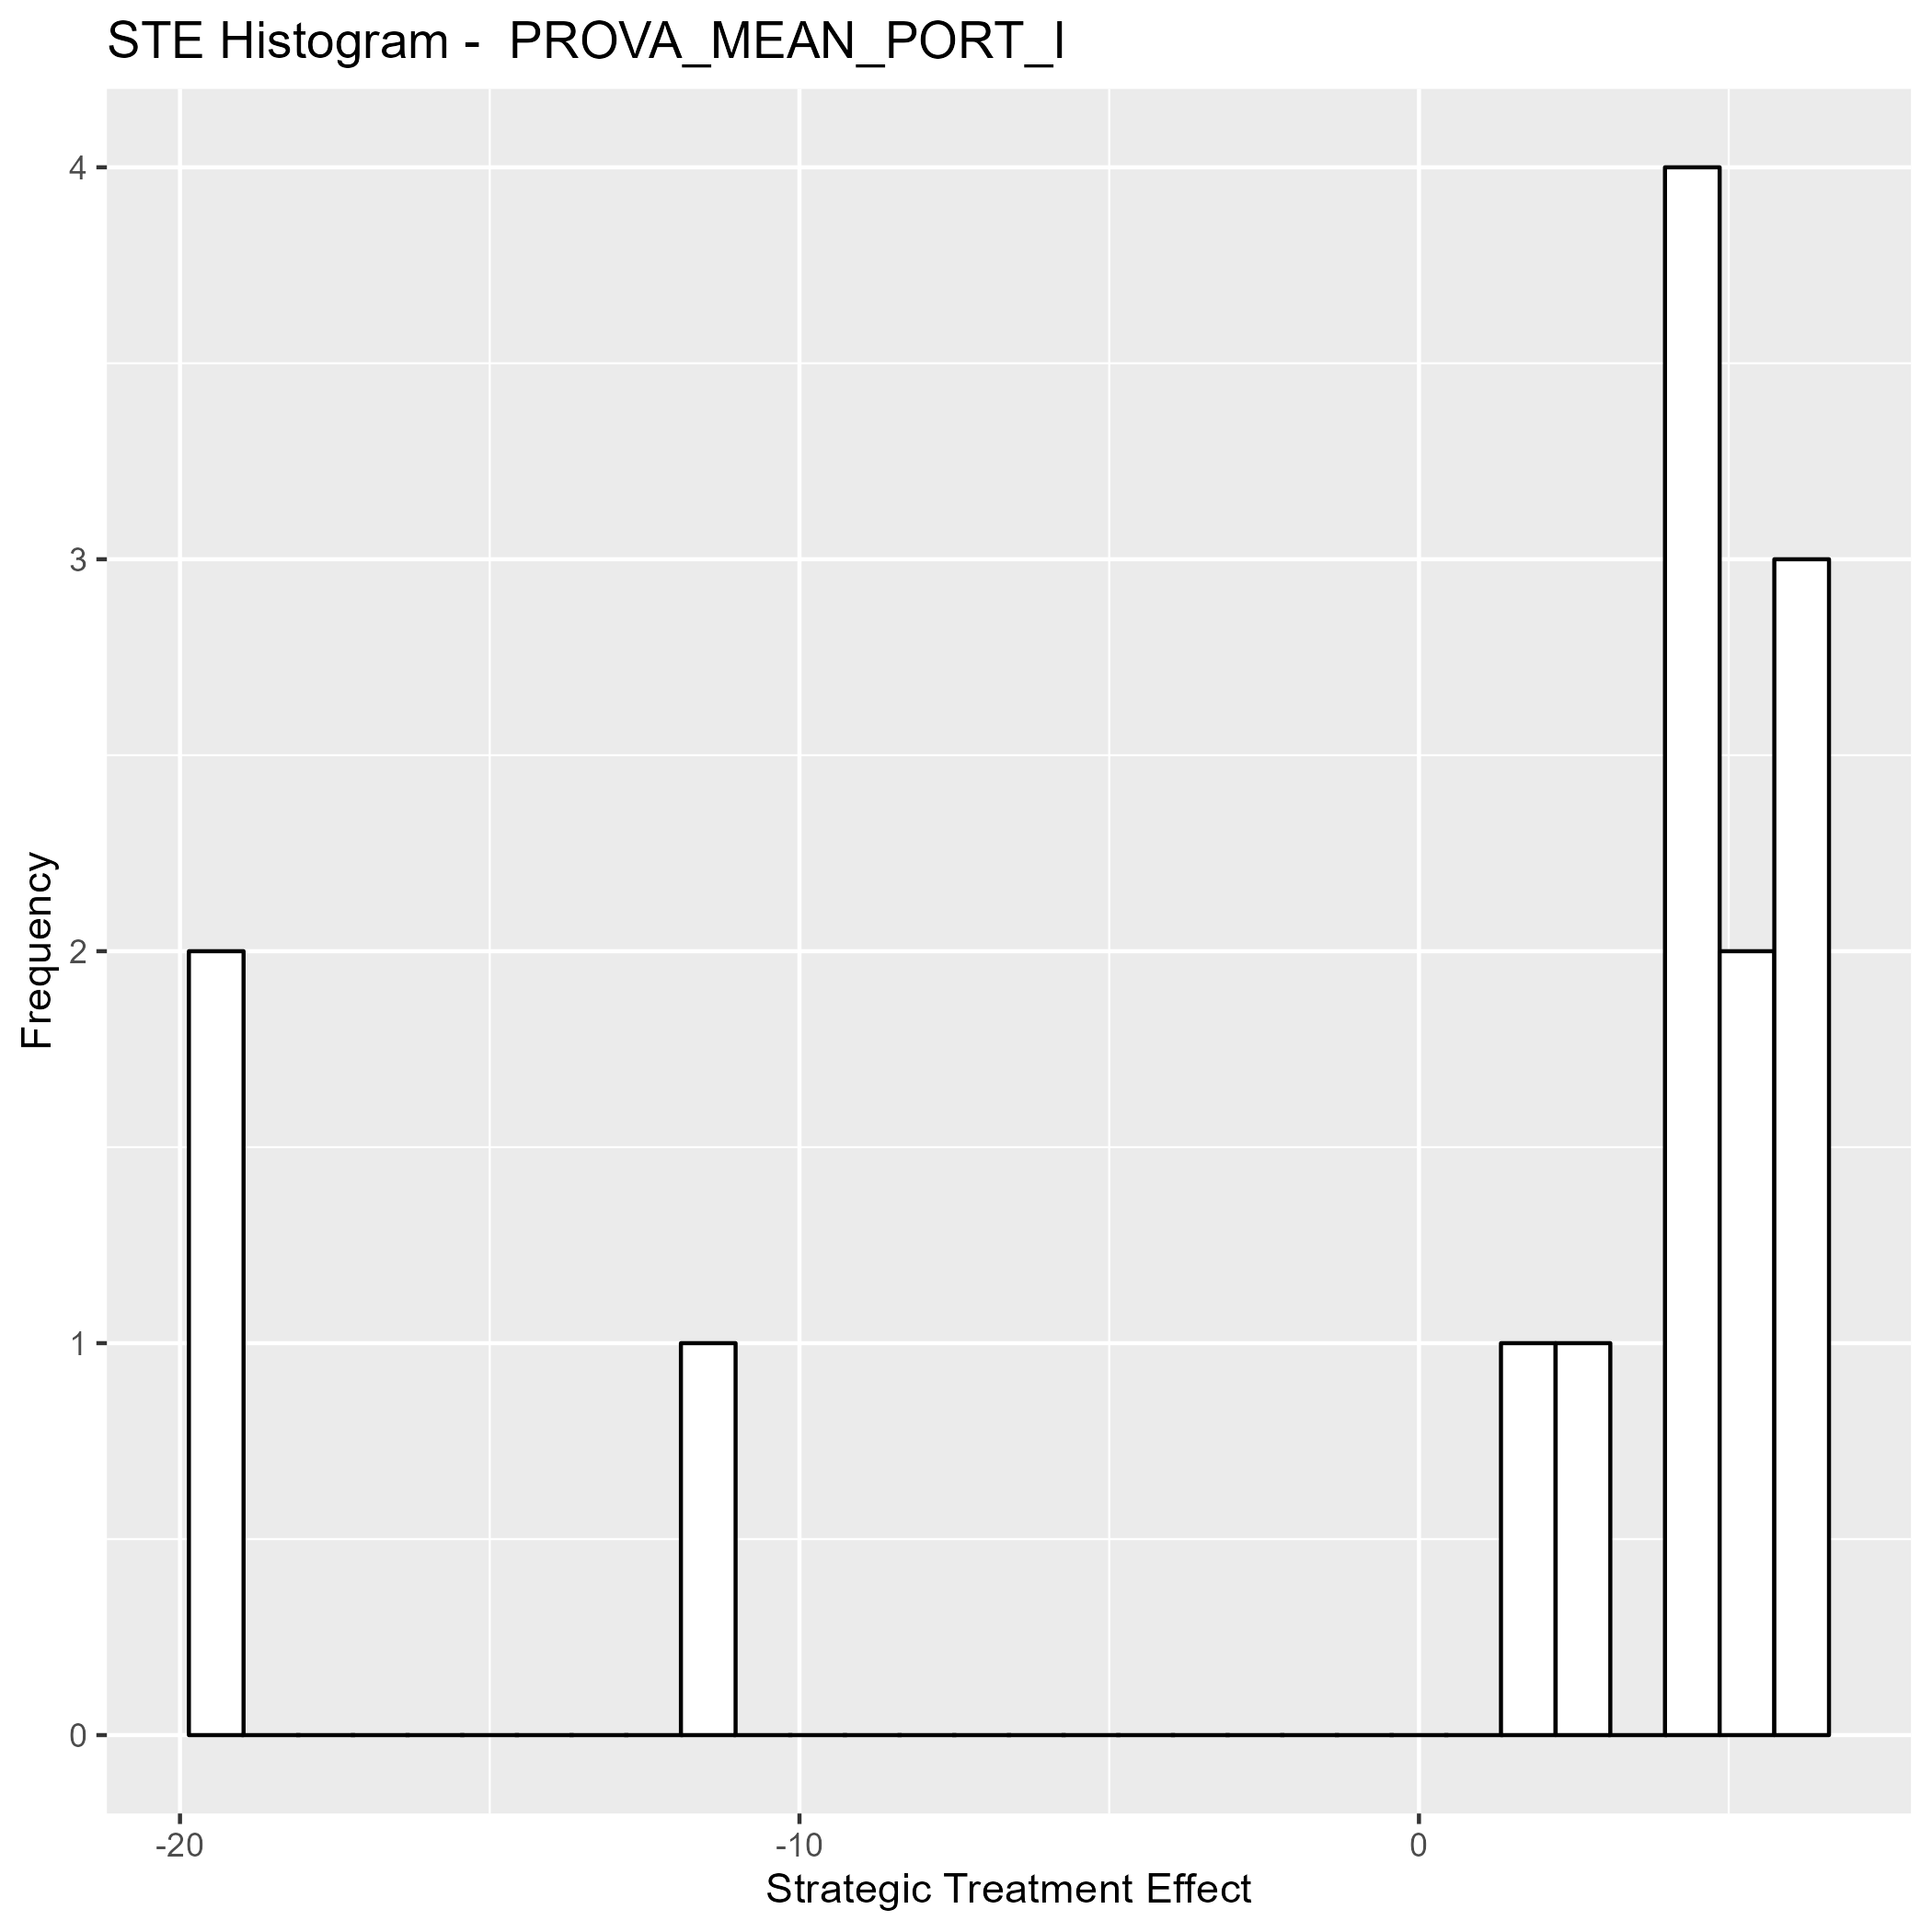 STE Histogram -  PROVA_MEAN_PORT_I
4
3
2
1
0
Frequency
-20
-10
0
Strategic Treatment Effect